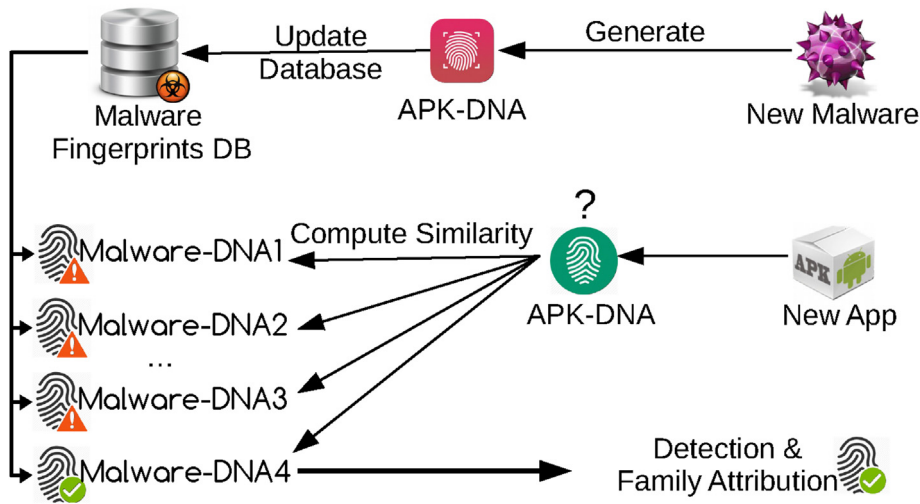 Update
Database
Generate
Malware
Fingerprints DB
APK-DNA
New Malware
?
Compute Similarity
Malware-DNA1
Malware-DNA2
...
Malware-DNA3
Malware-DNA4
APK-DNA
APK
New App
Detection &
Family Attribution